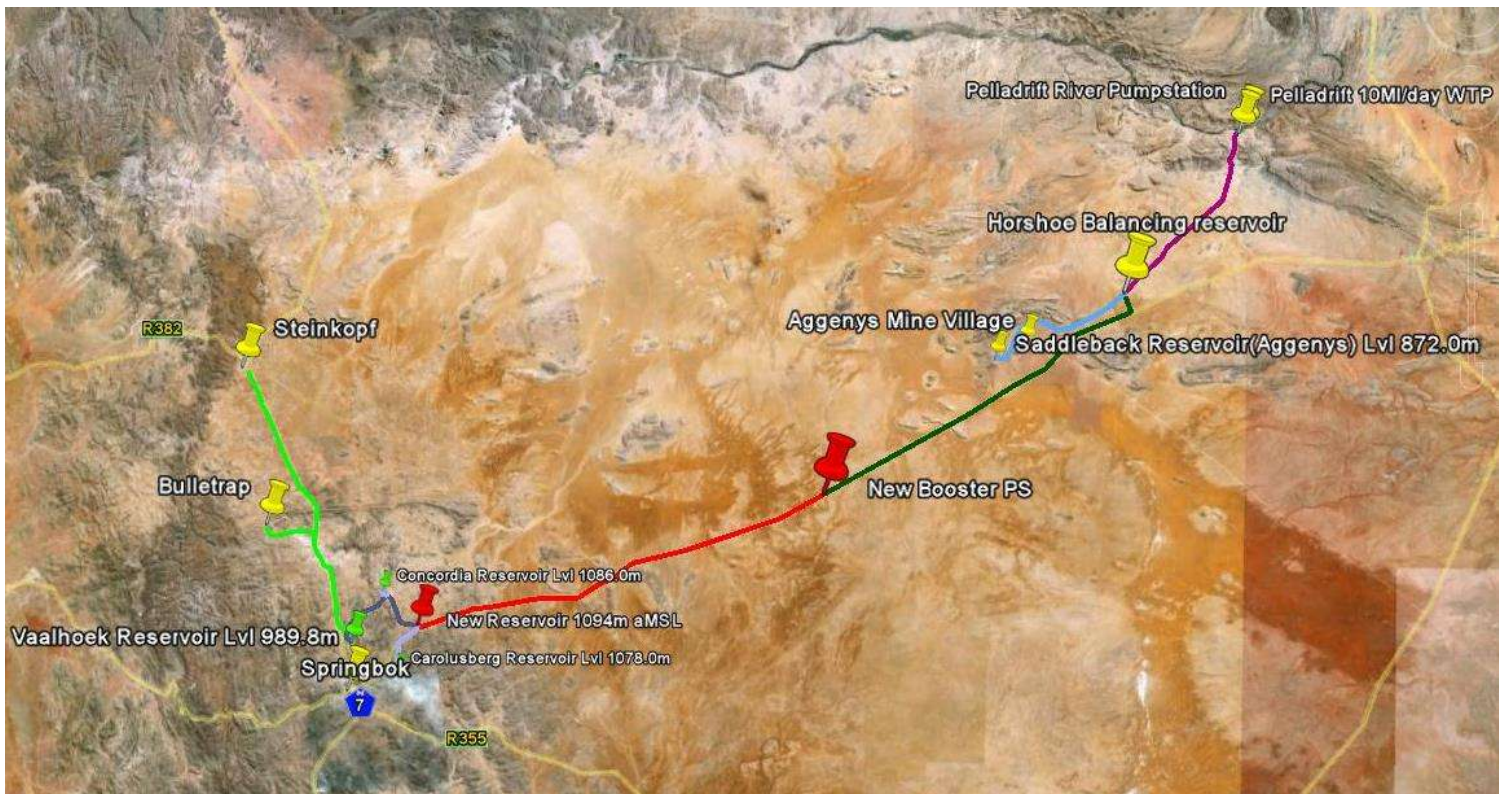 Pelladrift River Pumpstation
Pelladrift 10Ml/day WTP
Horshoe Balancing reservoir
Aggenys Mine Village
Saddleback Reservoir(Aggenys) Lvl 872.0m
R382
Steinkopf
Bulletrap
New Booster PS
Concordia Reservoir Lvl 1086.0m
New Reservoir 1094m aMSL
Vaalhoek Reservoir Lvl 989.8m
Carolusberg Reservoir Lvl 1078.0m
Springbok
N
7
R355